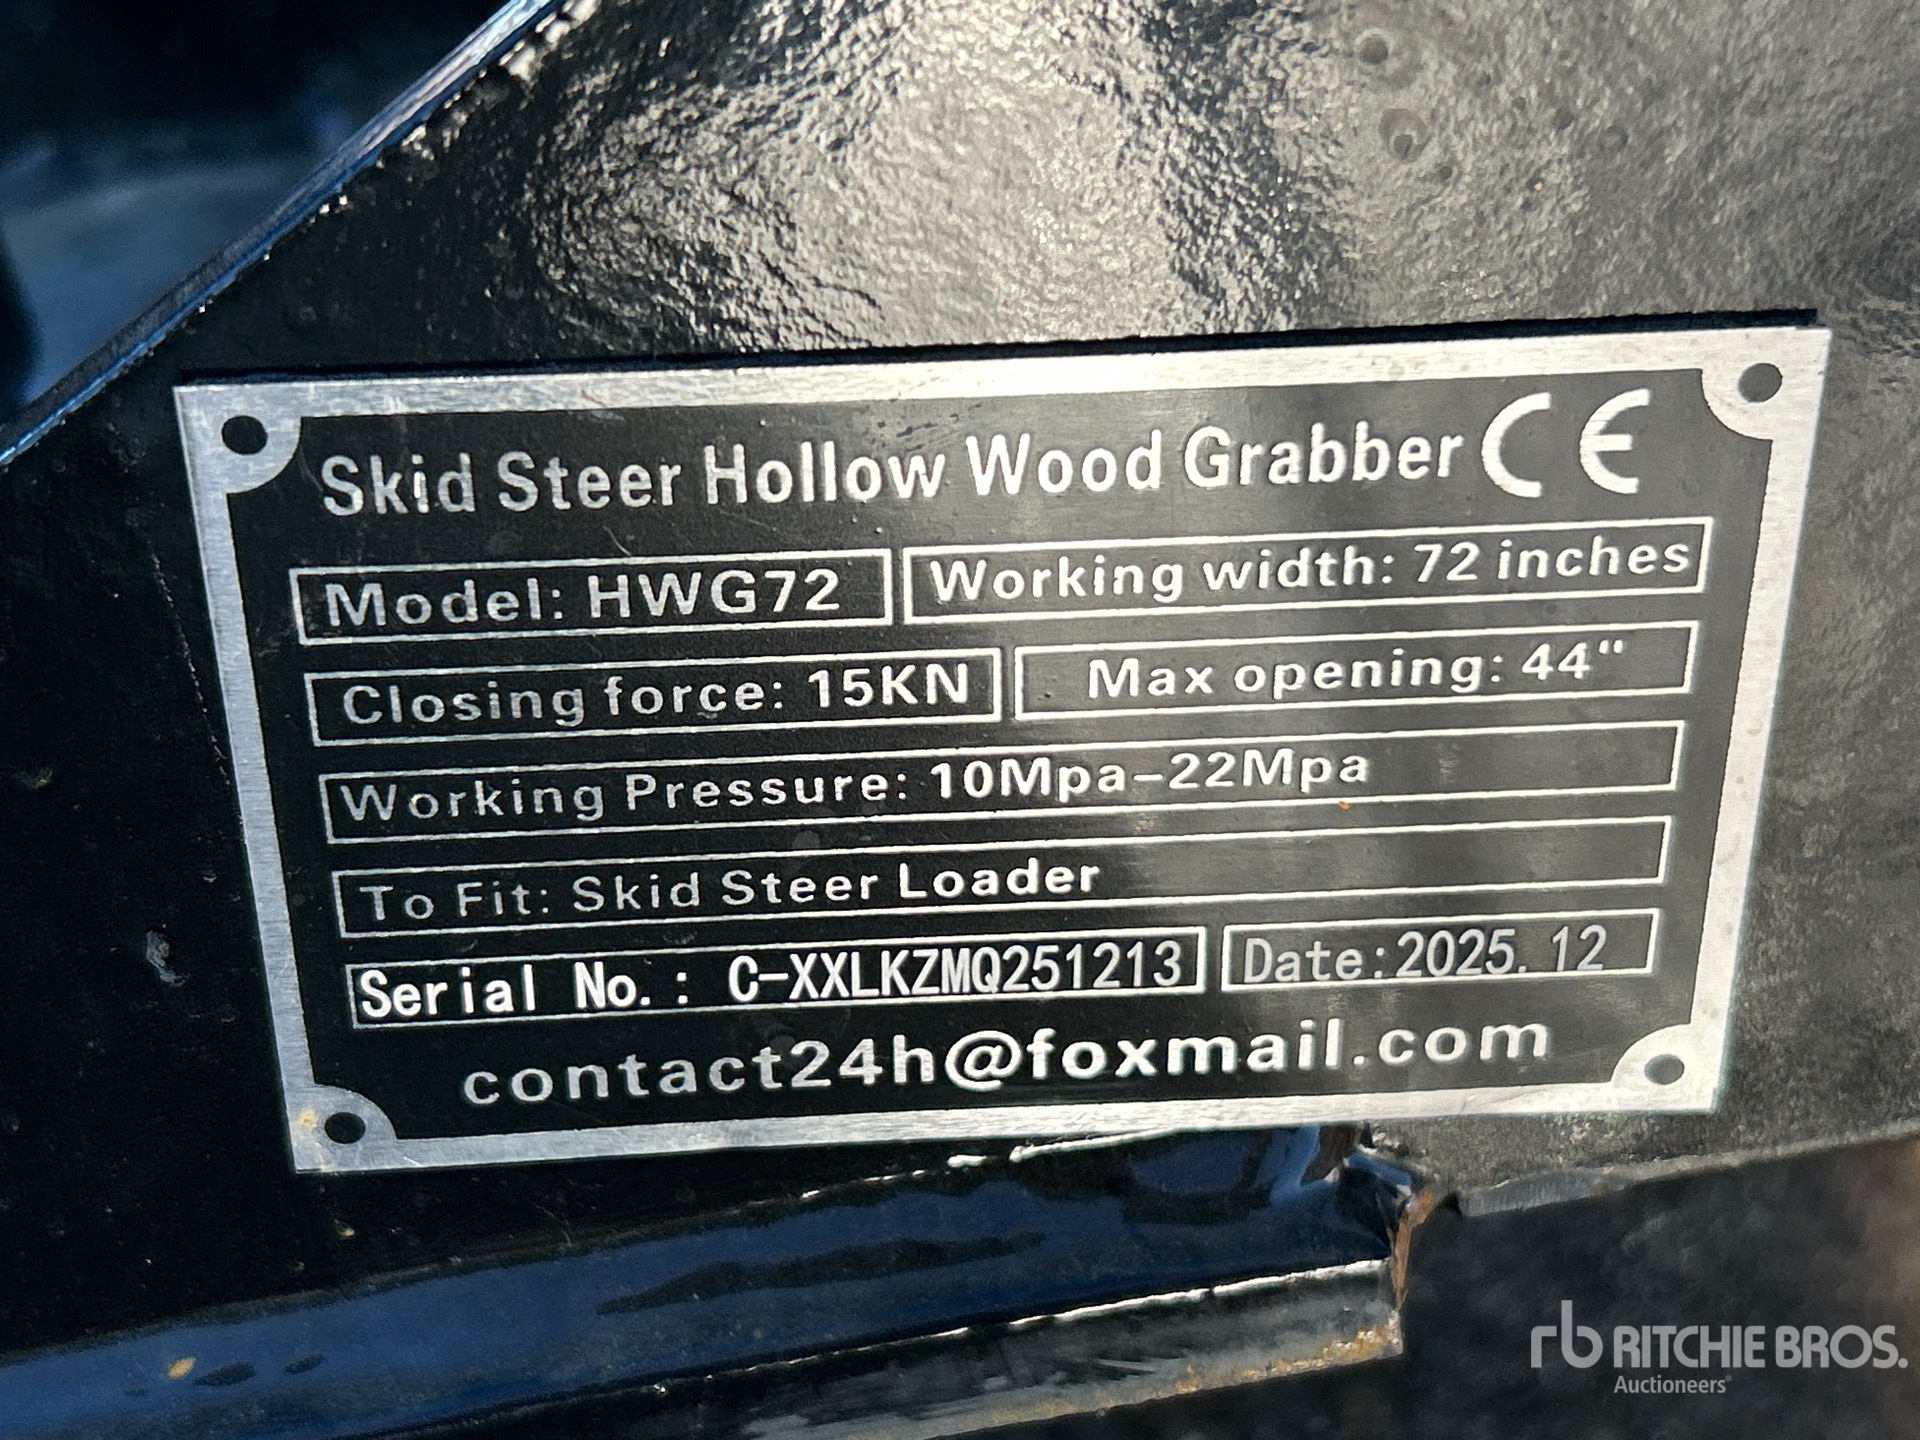 Skid Steer Hollow Wood Grabber CE
Model: HWG72 Working width: 72 inches
Closing force: 15KN Max opening: 44"
Working Pressure: 10Mpa-22Mpa
To Fit: Skid Steer Loader
Serial No.: C-XXLKZMQ251213 Date:2025.12
contact24h@foxmail.com
rb RITCHIE BROS.
Auctioneers